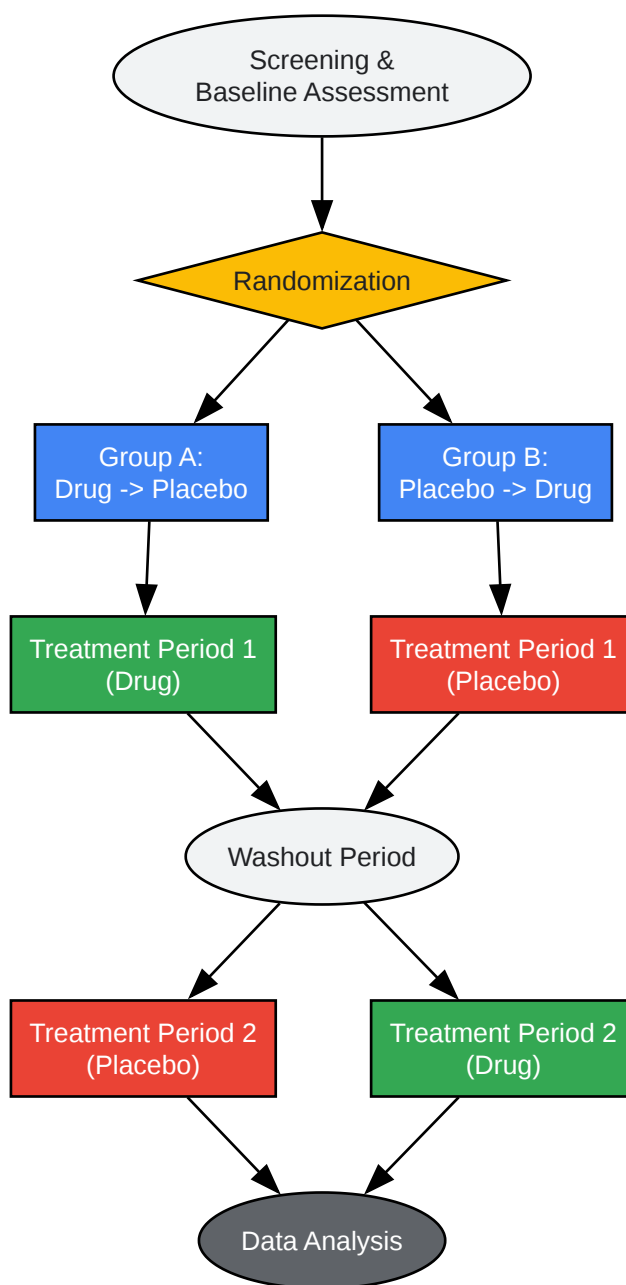 Screening &
Baseline Assessment
Randomization
Group A:
Drug -> Placebo
Group B:
Placebo -> Drug
Treatment Period 1
(Drug)
Treatment Period 1
(Placebo)
Washout Period
Treatment Period 2
(Placebo)
Treatment Period 2
(Drug)
Data Analysis